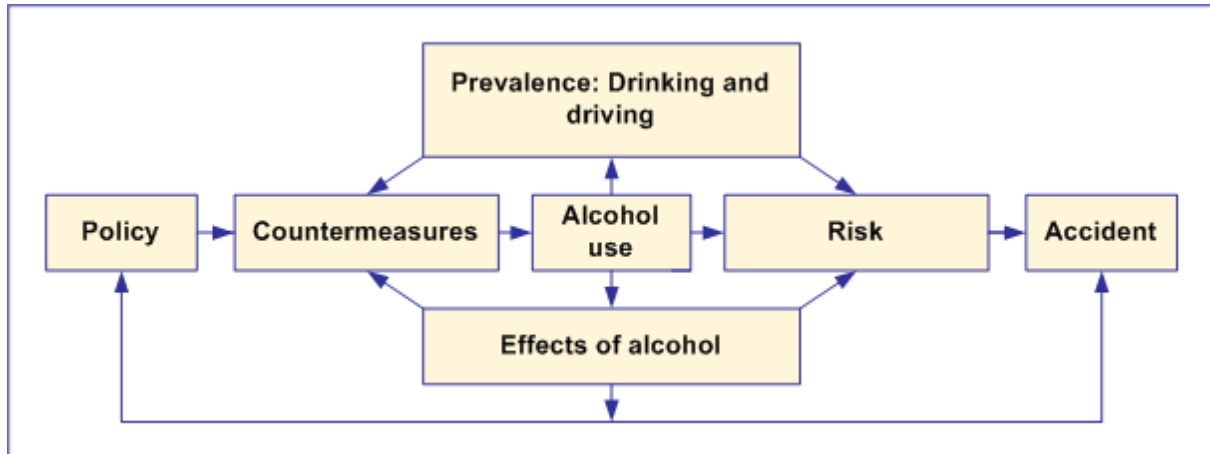 Prevalence: Drinking and
driving
Policy
Countermeasures
Alcohol
use
Risk
Accident
Effects of alcohol